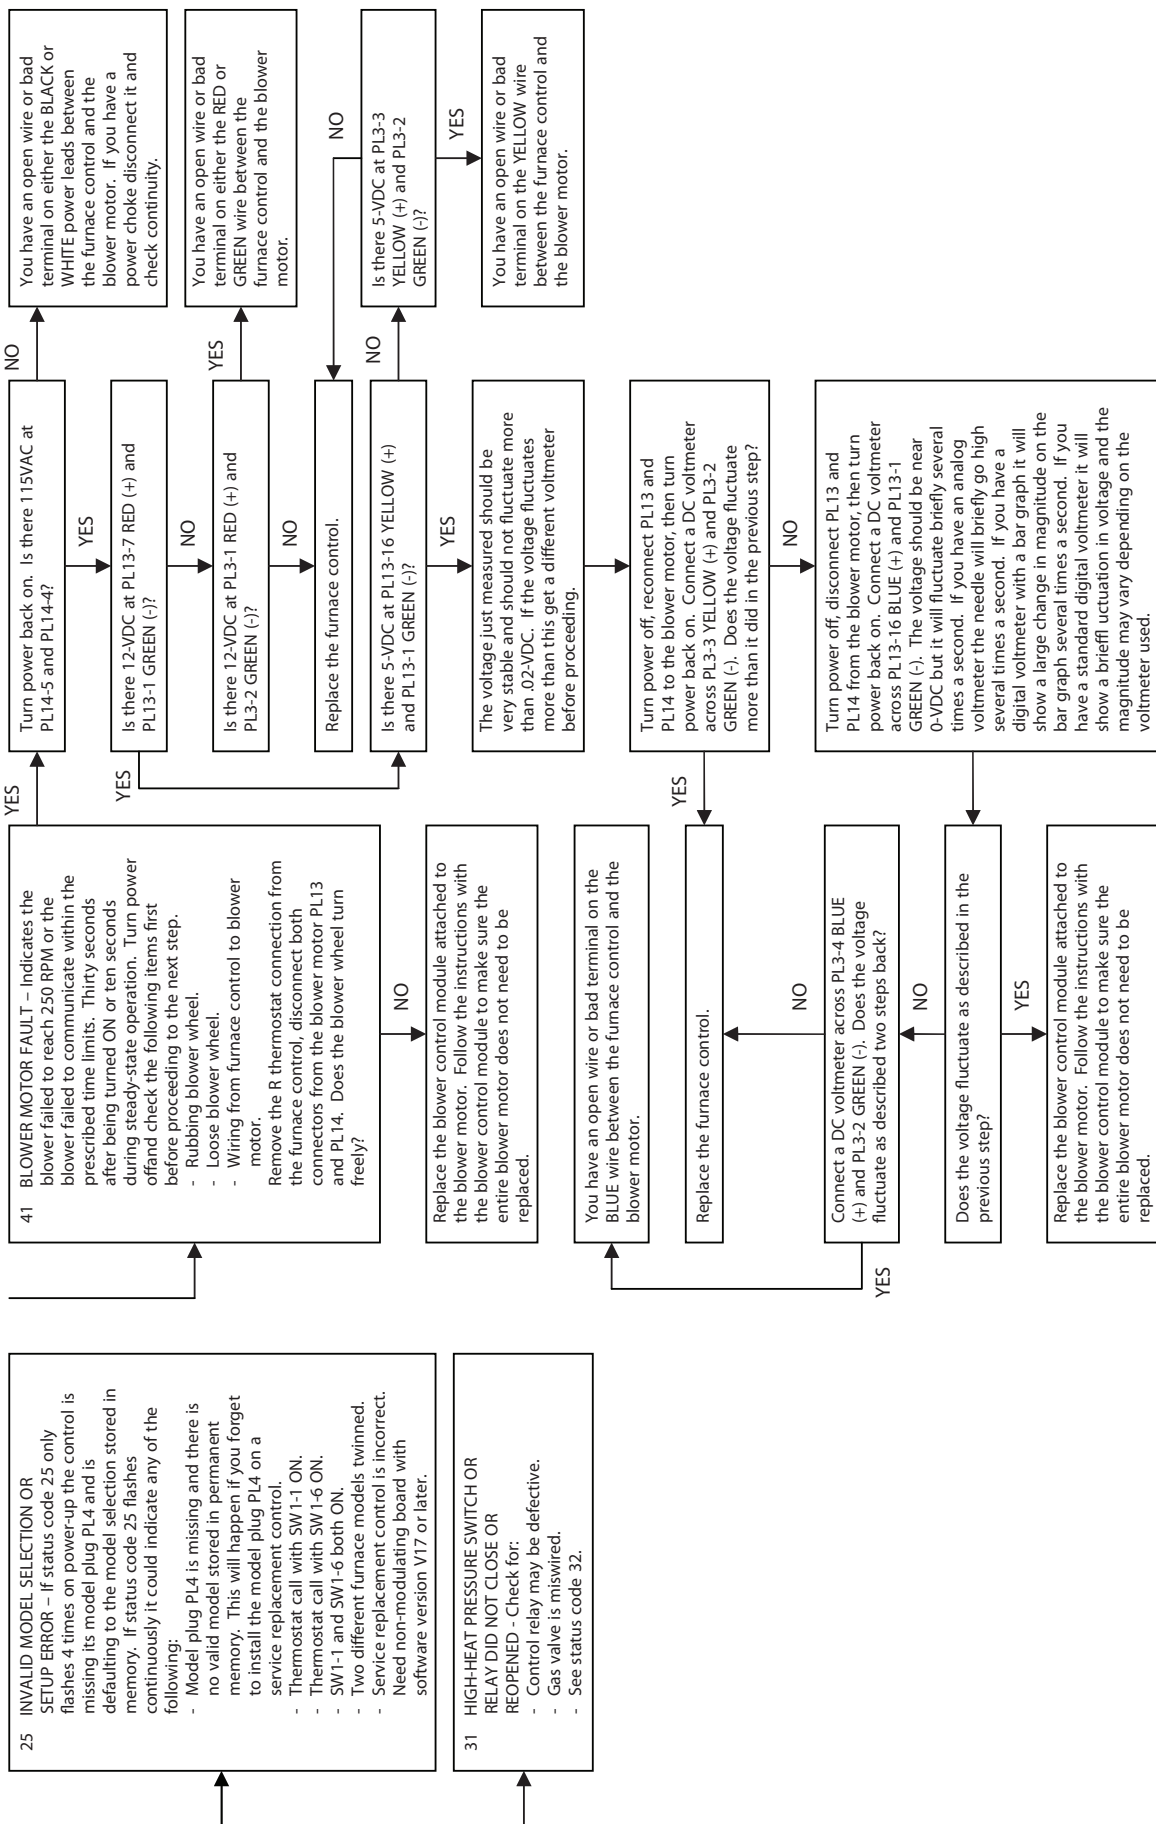 25 INVALID MODEL SELECTION OR
SETUP ERROR – If status code 25 only
flashes 4 times on power-up the control is
missing its model plug PL4 and is
defaulting to the model selection stored in
memory. If status code 25 flashes
continuously it could indicate any of the
following:
- Model plug PL4 is missing and there is
no valid model stored in permanent
memory. This will happen if you forget
to install the model plug PL4 on a
service replacement control.
- Thermostat call with SW1-1 ON.
- Thermostat call with SW1-6 ON.
- SW1-1 and SW1-6 both ON.
- Two different furnace models twinned.
- Service replacement control is incorrect.
Need non-modulating board with
software version V17 or later.
31 HIGH-HEAT PRESSURE SWITCH OR
RELAY DID NOT CLOSE OR
REOPENED - Check for:
- Control relay may be defective.
- Gas valve is miswired.
- See status code 32.
41 BLOWER MOTOR FAULT – Indicates the
blower failed to reach 250 RPM or the
blower failed to communicate within the
prescribed time limits. Thirty seconds
after being turned ON or ten seconds
during steady-state operation. Turn power
offand check the following items first
before proceeding to the next step.
- Rubbing blower wheel.
- Loose blower wheel.
- Wiring from furnace control to blower
motor.
Remove the R thermostat connection from
the furnace control, disconnect both
connectors from the blower motor PL13
and PL14. Does the blower wheel turn
freely?
NO
Replace the blower control module attached to
the blower motor. Follow the instructions with
the blower control module to make sure the
entire blower motor does not need to be
replaced.
YES
Turn power back on. Is there 115VAC at
PL14-5 and PL14-4?
NO
You have an open wire or bad
terminal on either the BLACK or
WHITE power leads between
the furnace control and the
blower motor. If you have a
power choke disconnect it and
check continuity.
YES
Is there 12-VDC at PL13-7 RED (+) and
PL13-1 GREEN (-)?
YES
NO
Is there 12-VDC at PL3-1 RED (+) and
PL3-2 GREEN (-)?
YES
You have an open wire or bad
terminal on either the RED or
GREEN wire between the
furnace control and the blower
motor.
NO
Replace the furnace control.
Is there 5-VDC at PL13-16 YELLOW (+)
and PL13-1 GREEN (-)?
NO
Is there 5-VDC at PL3-3
YELLOW (+) and PL3-2
GREEN (-)?
NO
YES
You have an open wire or bad
terminal on the YELLOW wire
between the furnace control and
the blower motor.
YES
The voltage just measured should be
very stable and should not fluctuate more
than .02-VDC. If the voltage fluctuates
more than this get a different voltmeter
before proceeding.
Turn power off, reconnect PL13 and
PL14 to the blower motor, then turn
power back on. Connect a DC voltmeter
across PL3-3 YELLOW (+) and PL3-2
GREEN (-). Does the voltage fluctuate
more than it did in the previous step?
YES
Replace the furnace control.
NO
Turn power off, disconnect PL13 and
PL14 from the blower motor, then turn
power back on. Connect a DC voltmeter
across PL13-16 BLUE (+) and PL13-1
GREEN (-). The voltage should be near
0-VDC but it will fluctuate briefly several
times a second. If you have an analog
voltmeter the needle will briefly go high
several times a second. If you have a
digital voltmeter with a bar graph it will
show a large change in magnitude on the
bar graph several times a second. If you
have a standard digital voltmeter it will
show a brieffl uctuation in voltage and the
magnitude may vary depending on the
voltmeter used.
Does the voltage fluctuate as described in the
previous step?
YES
Replace the blower control module attached to
the blower motor. Follow the instructions with
the blower control module to make sure the
entire blower motor does not need to be
replaced.
NO
Connect a DC voltmeter across PL3-4 BLUE
(+) and PL3-2 GREEN (-). Does the voltage
fluctuate as described two steps back?
NO
YES
You have an open wire or bad terminal on the
BLUE wire between the furnace control and the
blower motor.